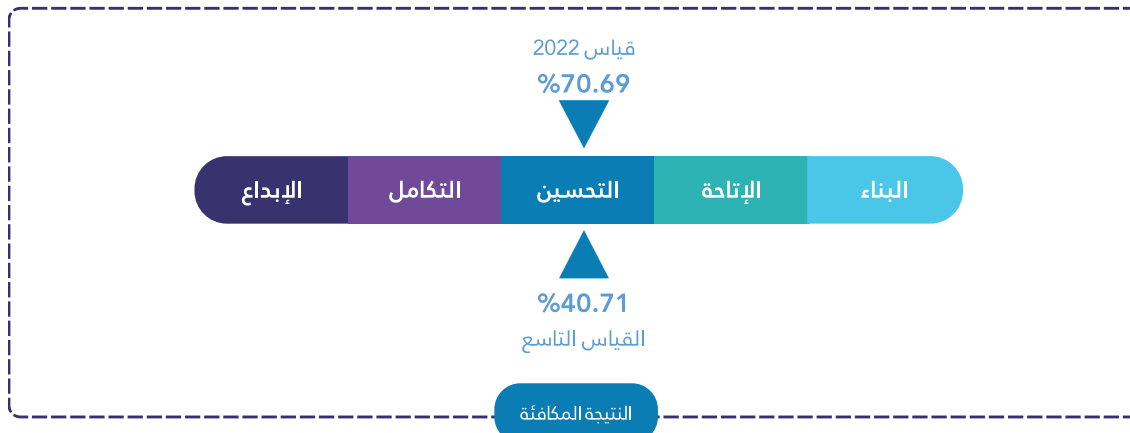 قياس 2022
%70.69
البناء الإتاحة التحسين التكامل الإبداع
%40.71
القياس التاسع
النتيجة المكافئة